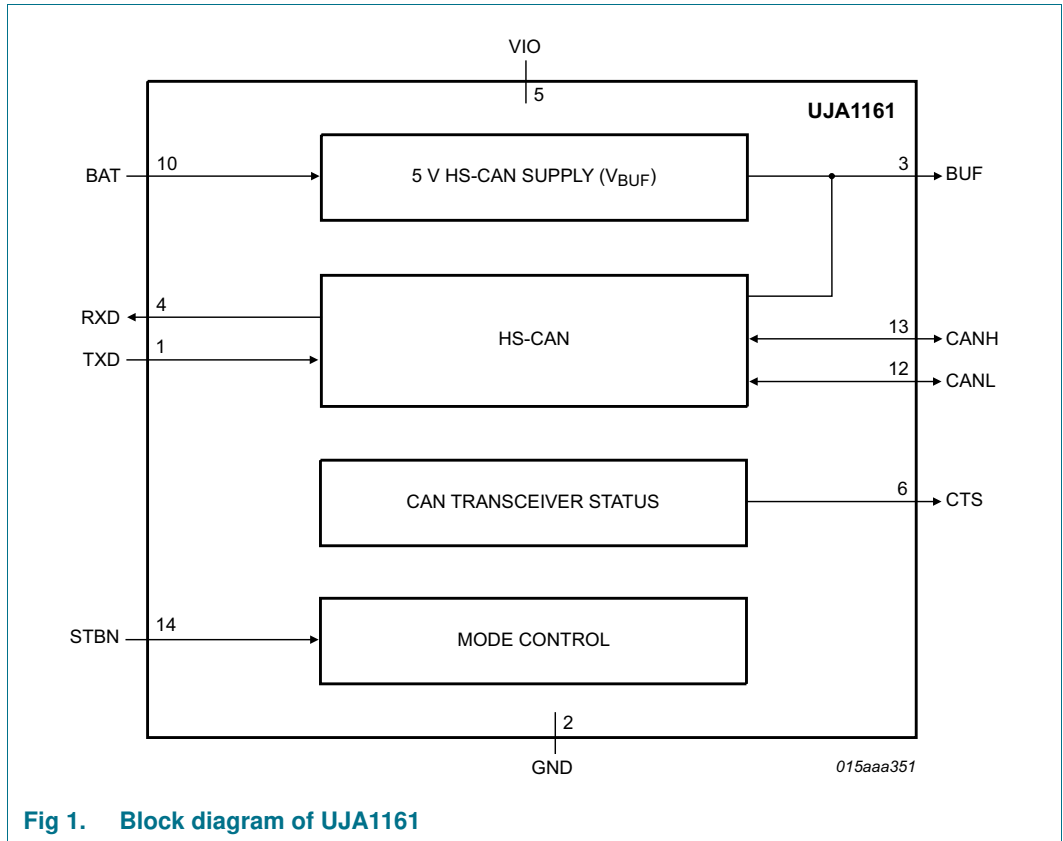 VIO
5
UJA1161
BAT
10
5 V HS-CAN SUPPLY (VBUF)
3
BUF
RXD
4
TXD
1
HS-CAN
13
CANH
12
CANL
CAN TRANSCEIVER STATUS
6
CTS
STBN
14
MODE CONTROL
2
GND
015aaa351
Fig 1. Block diagram of UJA1161